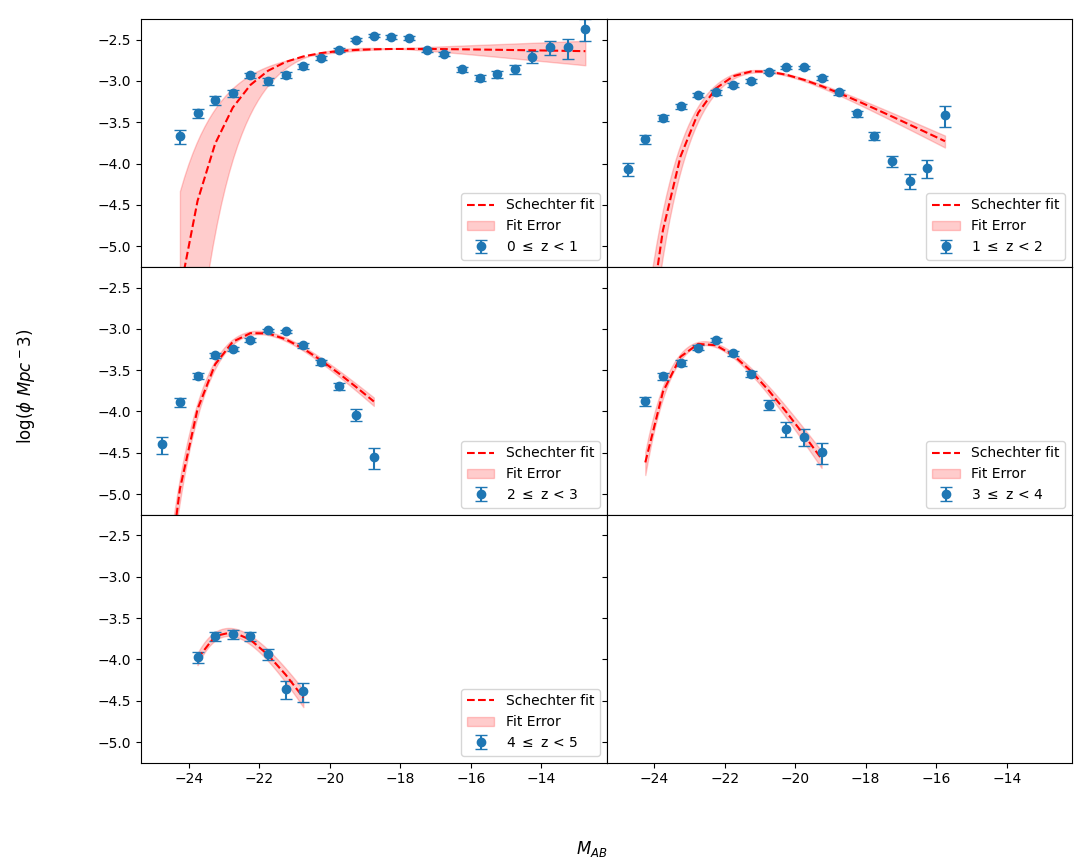 −2.5
−3.0
−3.5
−4.0
−4.5
−5.0
Schechter fit
Fit Error
0 ≤ z < 1
Schechter fit
Fit Error
1 ≤ z < 2
−2.5
−3.0
−3.5
−4.0
−4.5
−5.0
Schechter fit
Fit Error
2 ≤ z < 3
Schechter fit
Fit Error
3 ≤ z < 4
log(ϕ Mpc⁻3)
−2.5
−3.0
−3.5
−4.0
−4.5
−5.0
Schechter fit
Fit Error
4 ≤ z < 5
−24 −22 −20 −18 −16 −14
−24 −22 −20 −18 −16 −14
M_AB